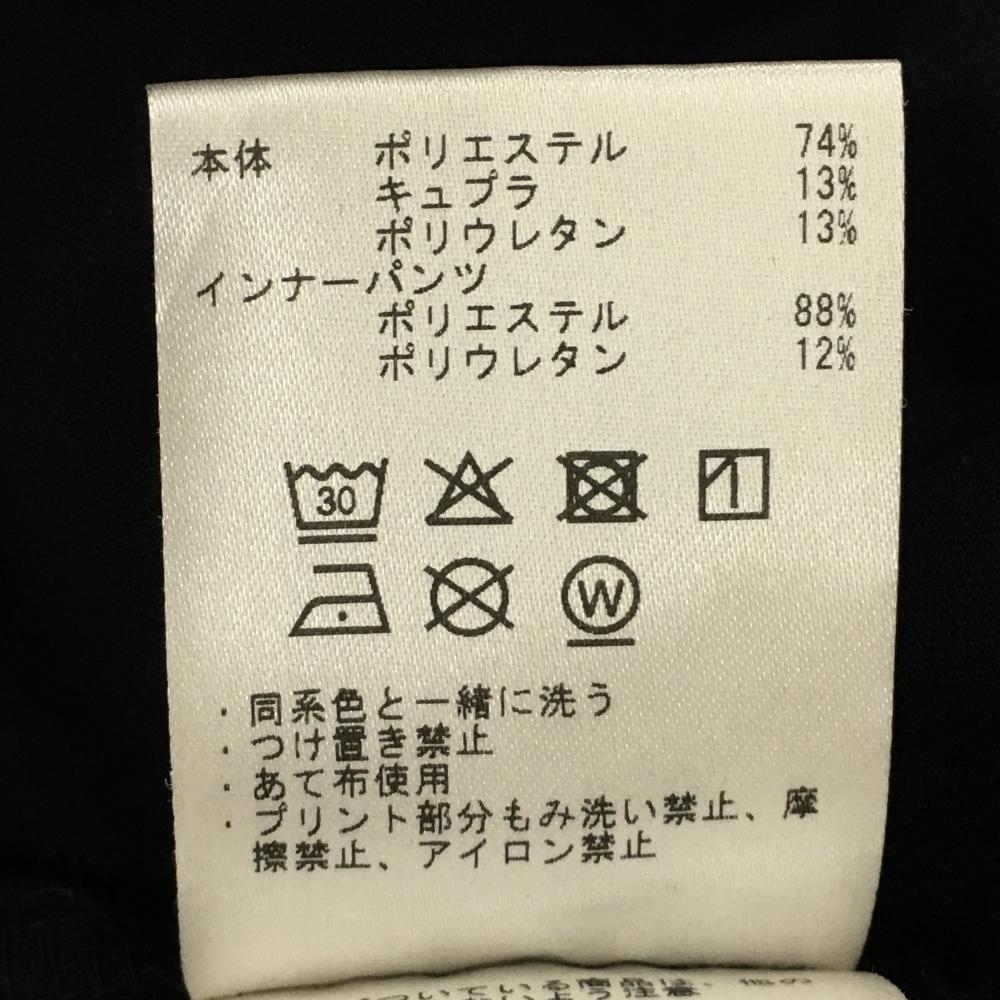 本体 ポリエステル 74%
キュプラ 13%
ポリウレタン 13%
インナーパンツ
ポリエステル 88%
ポリウレタン 12%
30
W
・同系色と一緒に洗う
・つけ置き禁止
・あて布使用
・プリント部分もみ洗い禁止、摩
擦禁止、アイロン禁止